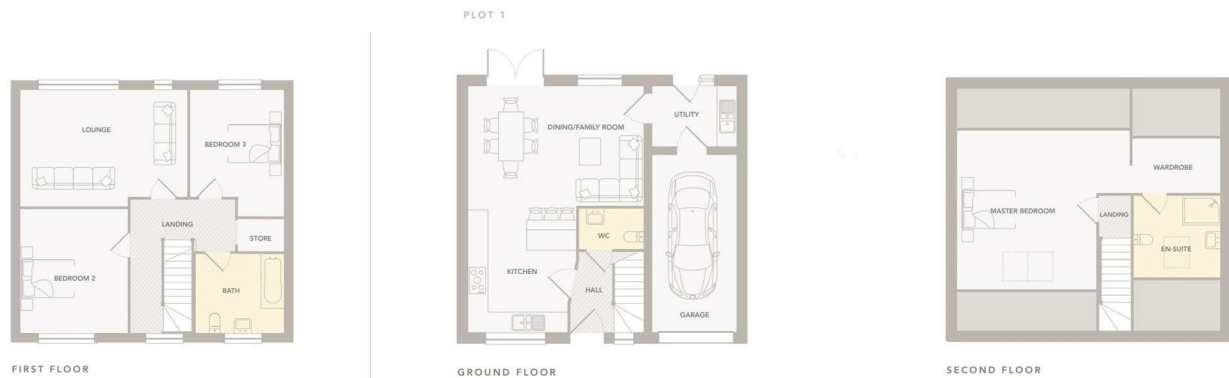 PLOT 1
LOUNGE
BEDROOM 3
LANDING
STORE
BEDROOM 2
BATH
FIRST FLOOR
DINING/FAMILY ROOM
UTILITY
WC
KITCHEN
HALL
GARAGE
GROUND FLOOR
WARDROBE
MASTER BEDROOM
LANDING
EN-SUITE
SECOND FLOOR